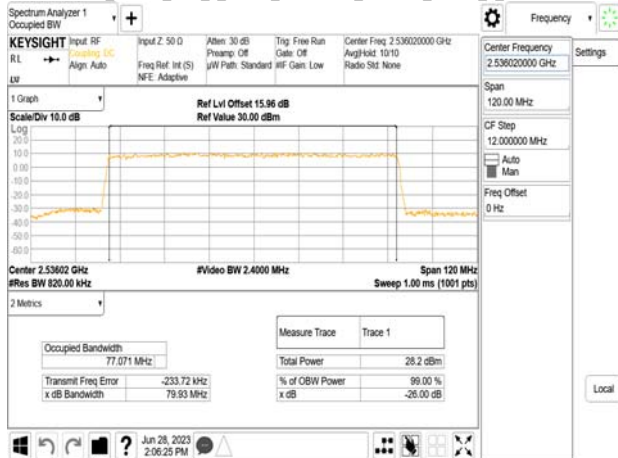 Spectrum Analyzer 1
Occupied BW
+
Frequency
Settings
KEYSIGHT
Input: RF
Coupling: DC
Align: Auto
Input Z: 50 Ω
Freq Ref: Int (S)
NFE: Adaptive
Atten: 30 dB
Preamp: Off
µW Path: Standard
Trig: Free Run
Gate: Off
#IF Gain: Low
Center Freq: 2.536020000 GHz
Avg|Hold: 10/10
Radio Std: None
RL
LXI
Center Frequency
2.536020000 GHz
Span
120.00 MHz
CF Step
12.000000 MHz
Auto
Man
Freq Offset
0 Hz
Local
1 Graph
Scale/Div 10.0 dB
Ref Lvl Offset 15.96 dB
Ref Value 30.00 dBm
Log
20.0
10.0
0.00
-10.0
-20.0
-30.0
-40.0
-50.0
-60.0
Center 2.53602 GHz
#Res BW 820.00 kHz
#Video BW 2.4000 MHz
Span 120 MHz
Sweep 1.00 ms (1001 pts)
2 Metrics
Measure Trace Trace 1
Occupied Bandwidth
77.071 MHz
Total Power 28.2 dBm
Transmit Freq Error -233.72 kHz
% of OBW Power 99.00 %
x dB Bandwidth 79.93 MHz
x dB -26.00 dB
?
Jun 28, 2023
2:06:25 PM